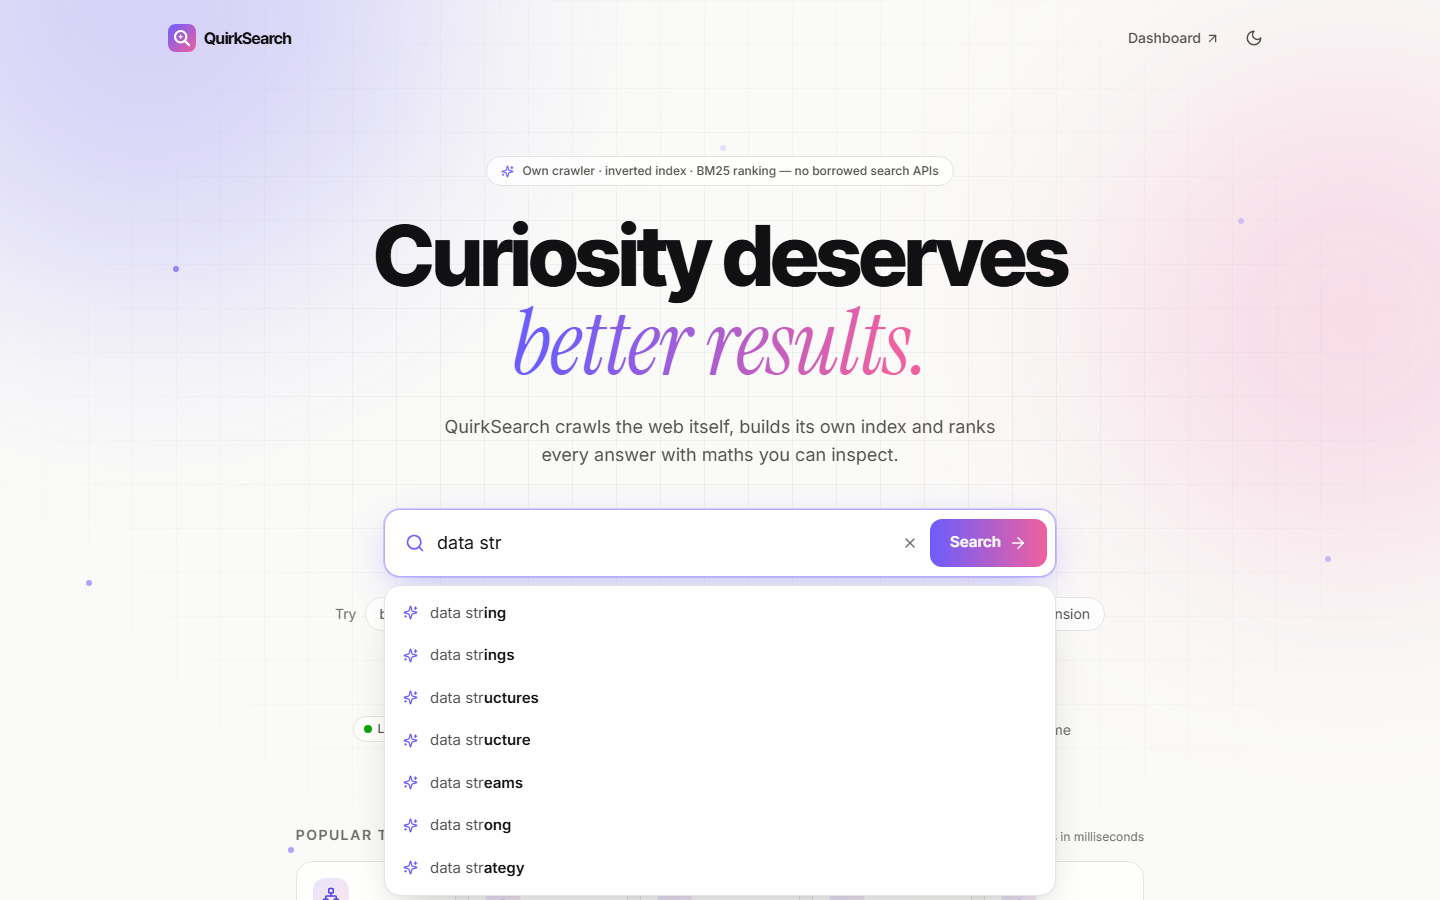 QuirkSearch
Dashboard
Own crawler · inverted index · BM25 ranking — no borrowed search APIs
Curiosity deserves
better results.
QuirkSearch crawls the web itself, builds its own index and ranks
every answer with maths you can inspect.
data str
Search
Try
data string
data strings
data structures
data structure
data streams
data strong
data strategy
POPULAR
in milliseconds